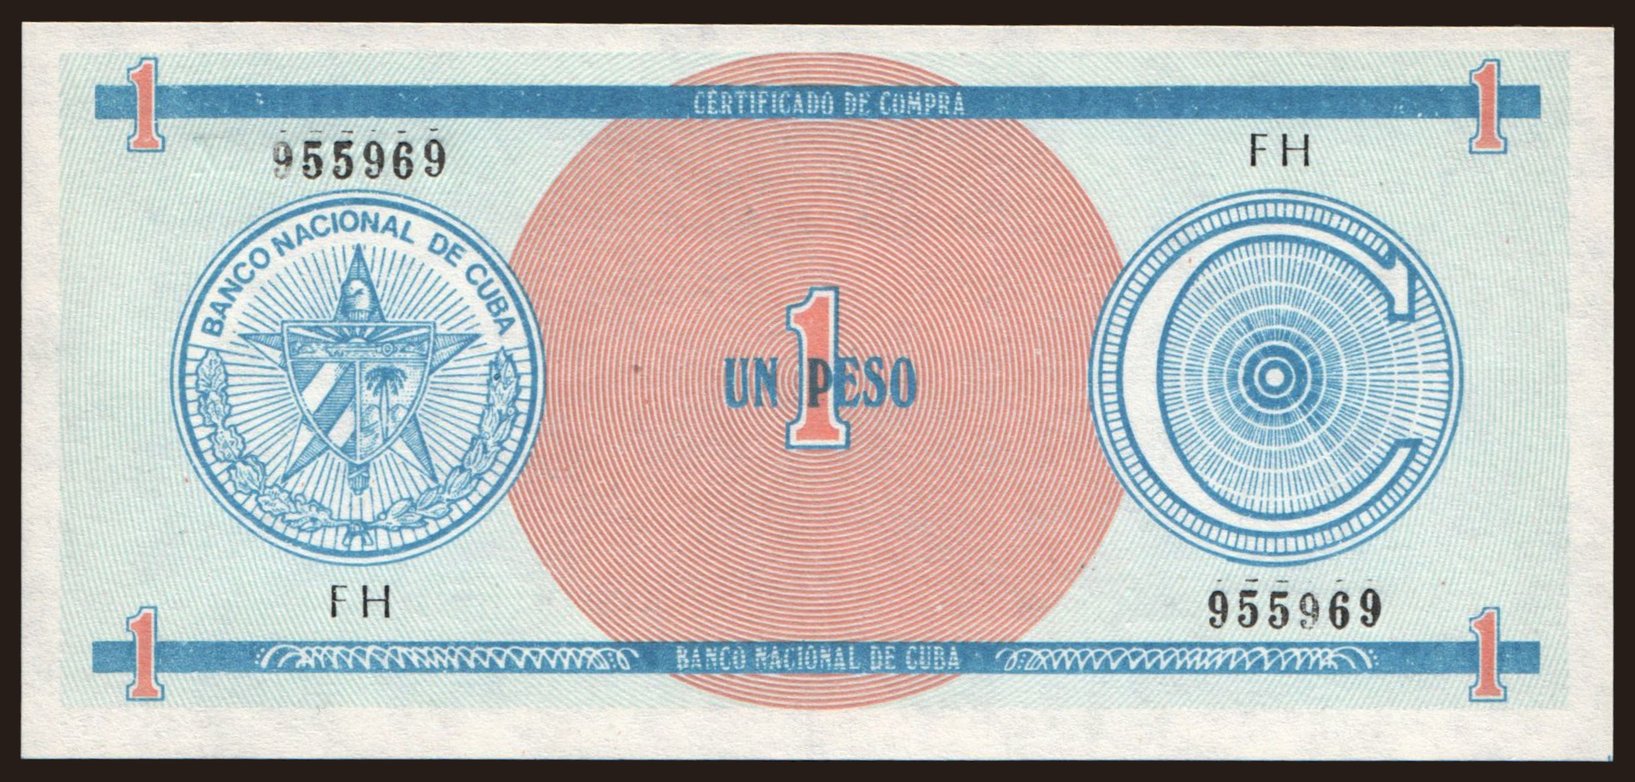 1 CERTIFICADO DE COMPRA 1
955969 FH
BANCO NACIONAL DE CUBA
C
1
UN PESO
FH 955969
1 BANCO NACIONAL DE CUBA 1